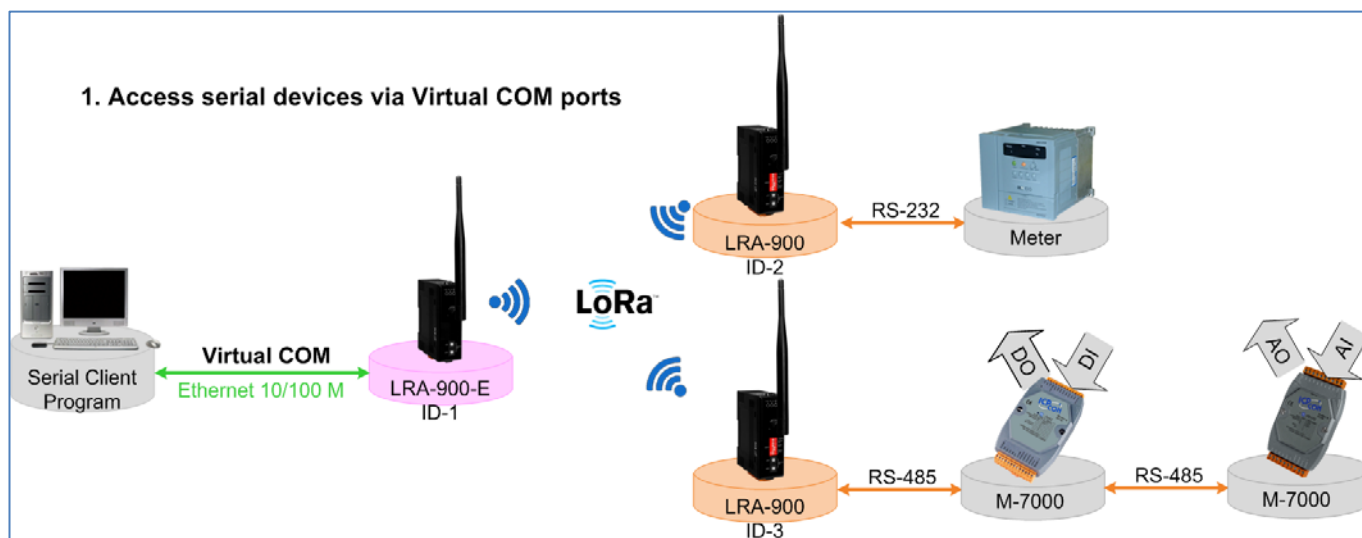 1. Access serial devices via Virtual COM ports
LRA-900
ID-2
RS-232
Meter
LoRa™
Serial Client
Program
Virtual COM
Ethernet 10/100 M
LRA-900-E
ID-1
LRA-900
ID-3
RS-485
DO
DI
M-7000
RS-485
AO
AI
M-7000